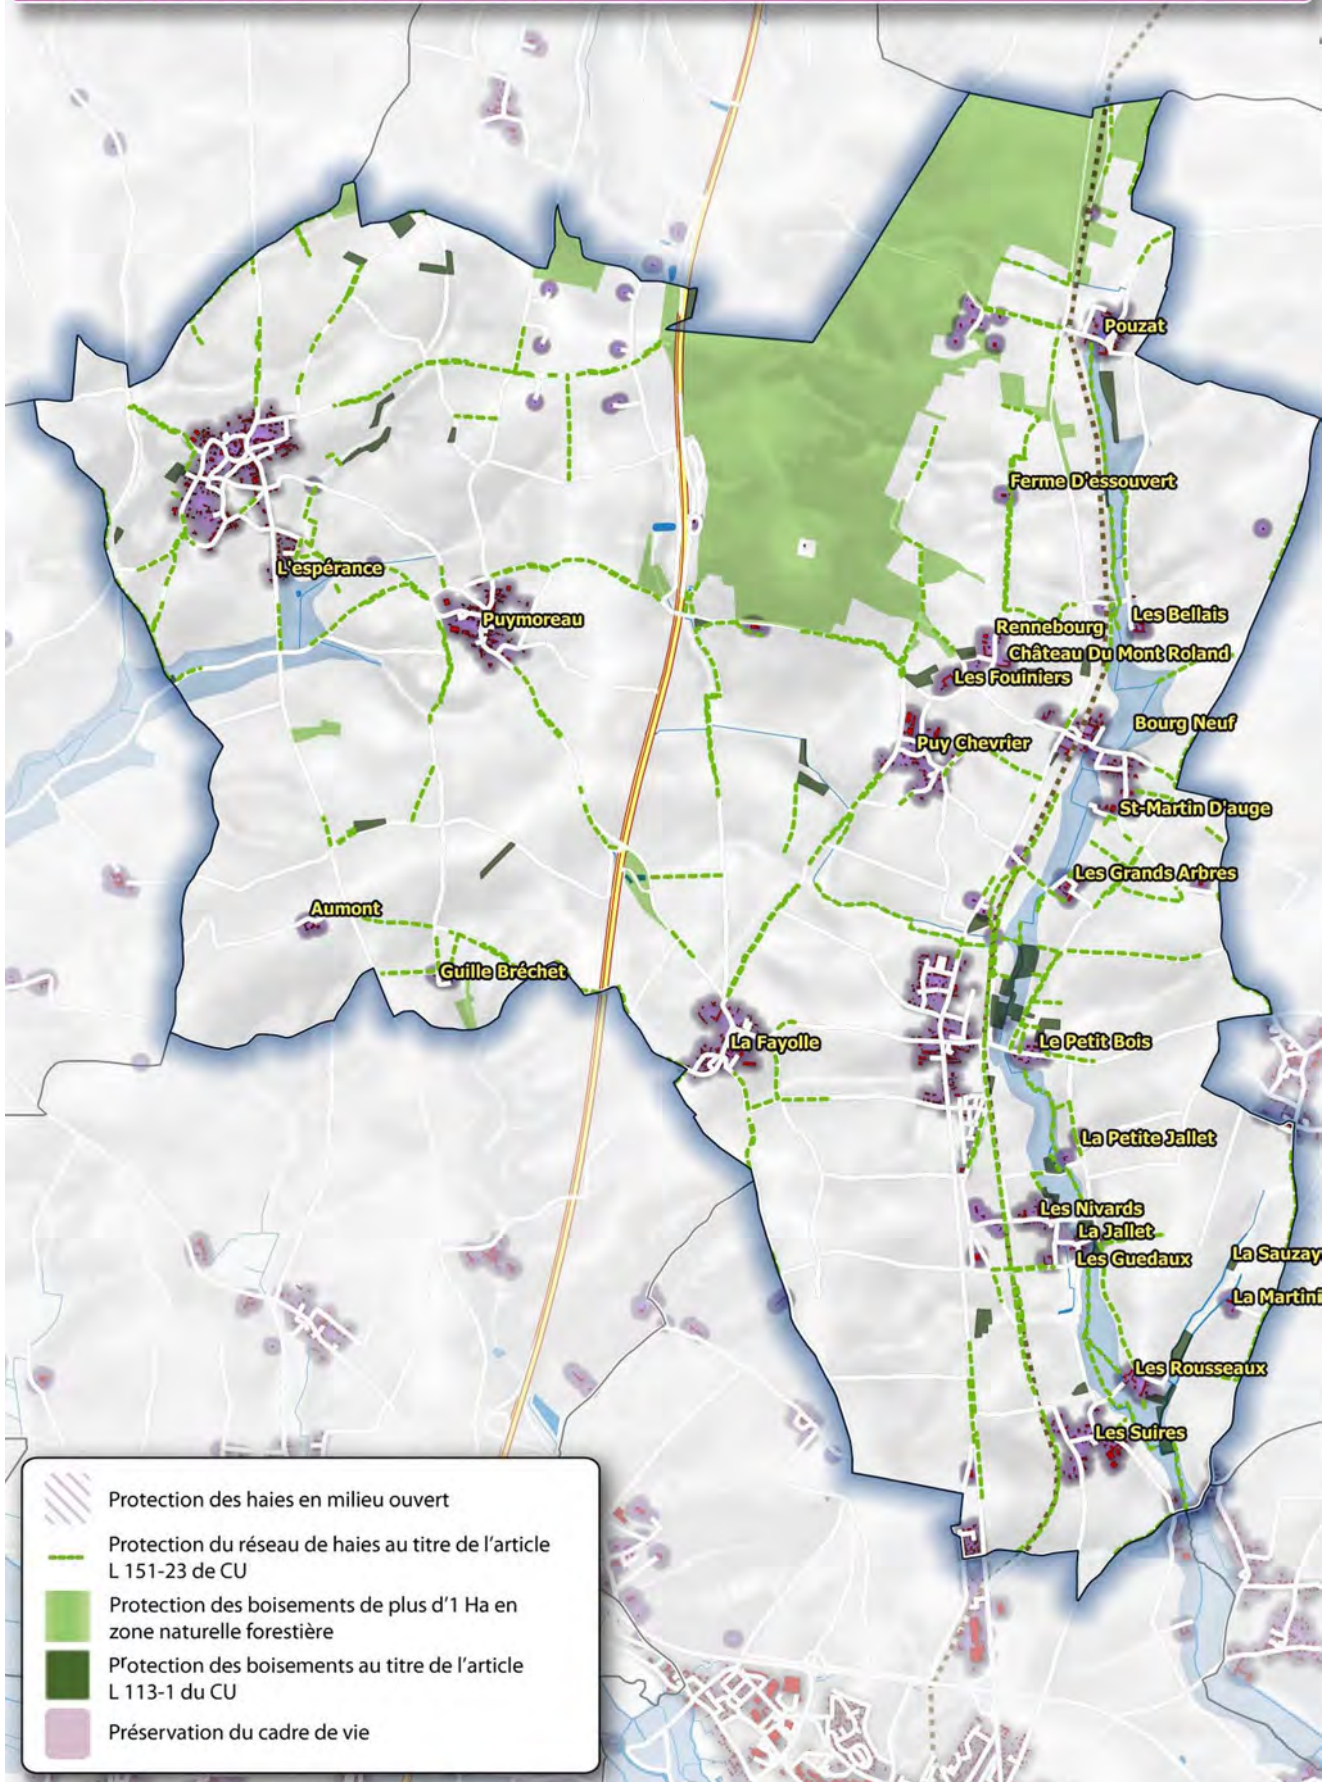 Pouzat
Ferme D'essouvert
L'espérance
Puymoreau
Les Bellais
Rennebourg
Château Du Mont Roland
Les Fouiniers
Bourg Neuf
Puy Chevrier
St-Martin D'auge
Les Grands Arbres
Aumont
Guille Bréchet
La Fayolle
Le Petit Bois
La Petite Jallet
Les Nivards
La Jallet
Les Guedaux
La Sauzay
La Martini
Les Rousseaux
Les Suires
Protection des haies en milieu ouvert
Protection du réseau de haies au titre de l'article
L 151-23 de CU
Protection des boisements de plus d'1 Ha en
zone naturelle forestière
Protection des boisements au titre de l'article
L 113-1 du CU
Préservation du cadre de vie